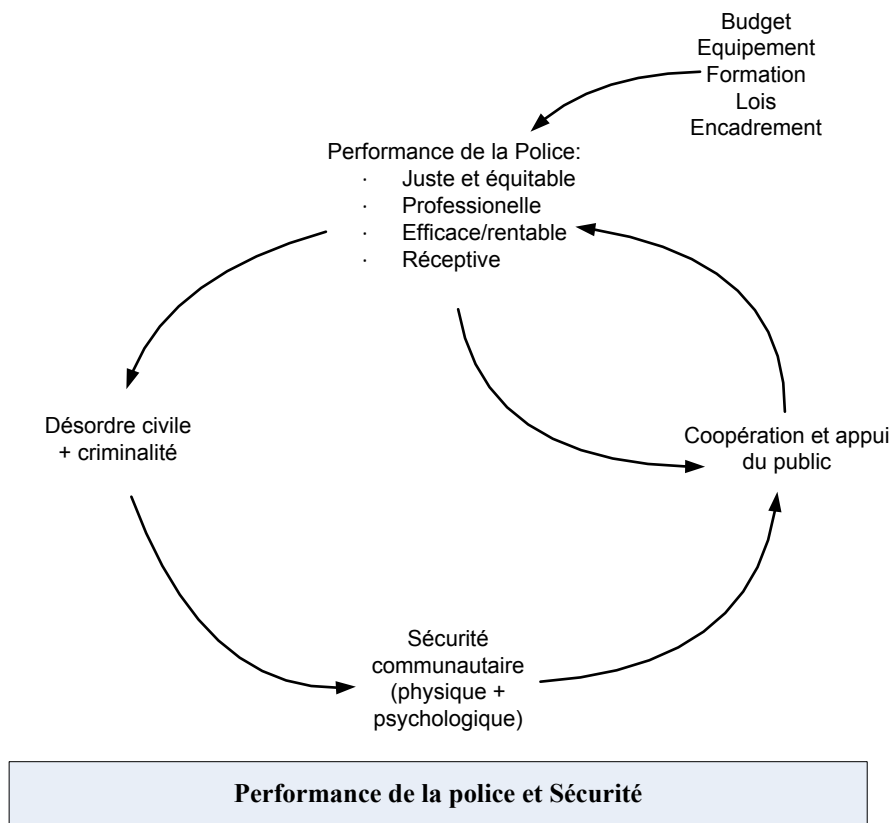 Budget
Equipement
Formation
Lois
Encadrement
Performance de la Police:
· Juste et équitable
· Professionelle
· Efficace/rentable
· Réceptive
Désordre civile
+ criminalité
Coopération et appui
du public
Sécurité
communautaire
(physique +
psychologique)
Performance de la police et Sécurité